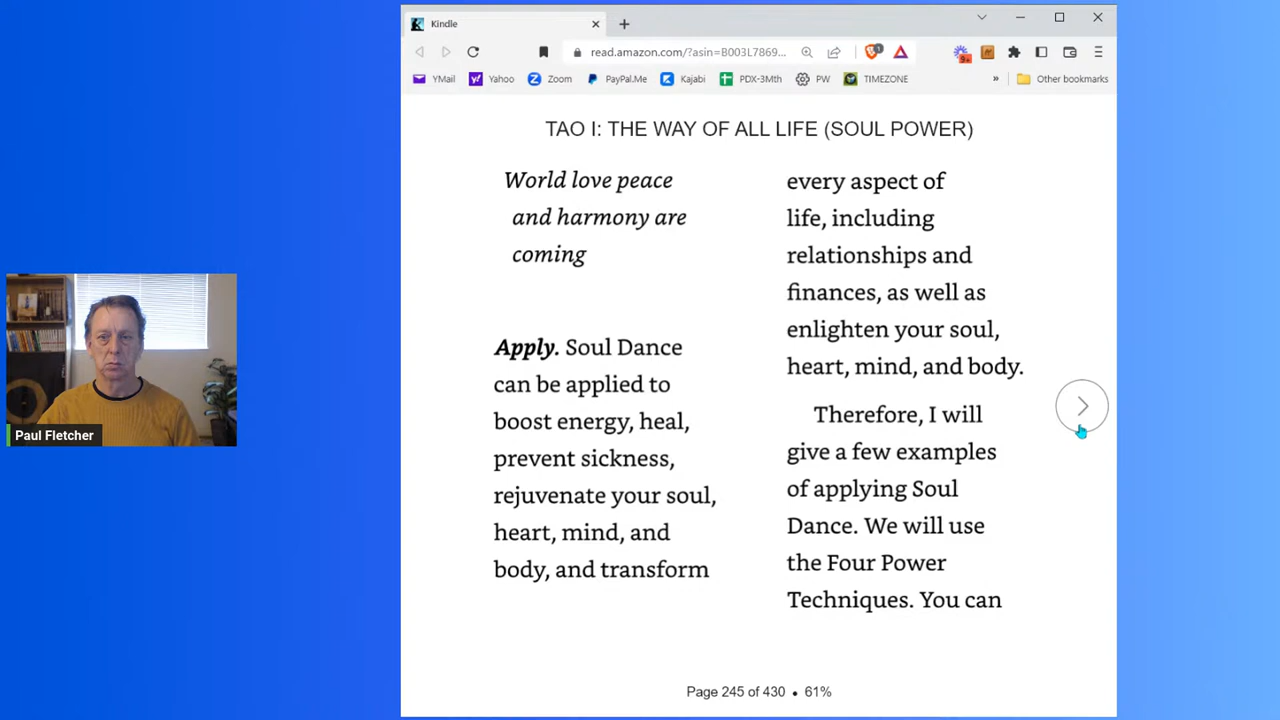 Kindle
read.amazon.com/?asin=B003L7869...
1
9+
YMail Yahoo Zoom PayPal.Me Kajabi PDX-3Mth PW TIMEZONE » Other bookmarks
TAO I: THE WAY OF ALL LIFE (SOUL POWER)
World love peace
and harmony are
coming
Apply. Soul Dance
can be applied to
boost energy, heal,
prevent sickness,
rejuvenate your soul,
heart, mind, and
body, and transform
every aspect of
life, including
relationships and
finances, as well as
enlighten your soul,
heart, mind, and body.
Therefore, I will
give a few examples
of applying Soul
Dance. We will use
the Four Power
Techniques. You can
Page 245 of 430 • 61%
Paul Fletcher